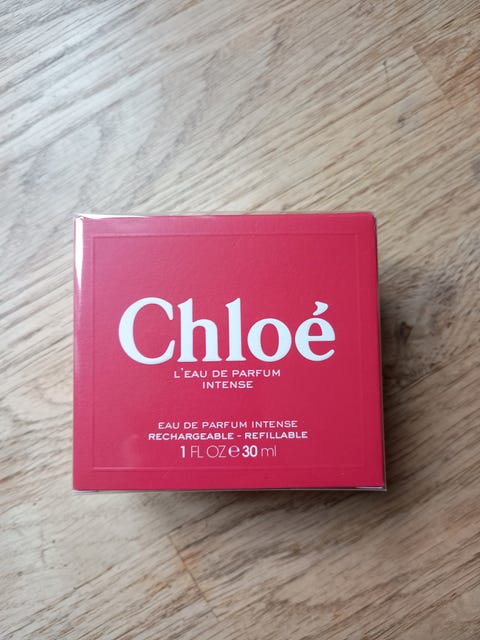 Chloé
L'EAU DE PARFUM
INTENSE
EAU DE PARFUM INTENSE
RECHARGEABLE - REFILLABLE
1 FL OZ ℮ 30 ml